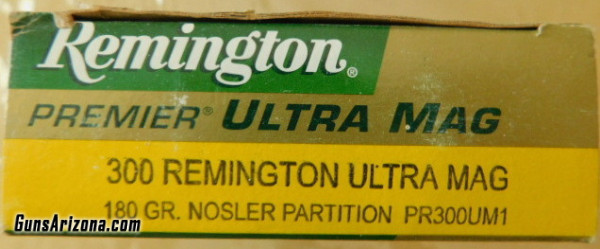 Remington®
PREMIER® ULTRA MAG
300 REMINGTON ULTRA MAG
180 GR. NOSLER PARTITION PR300UM1
GunsArizona.com